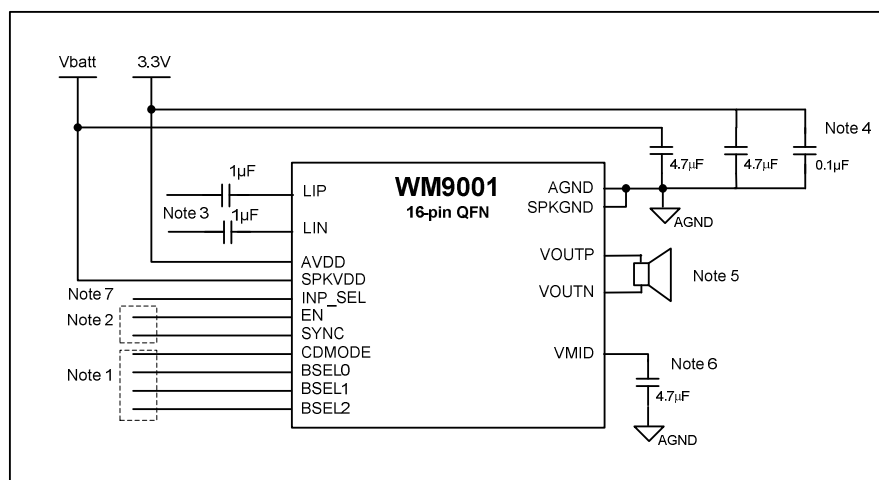 Vbatt
3.3V
Note 4
4.7µF
4.7µF
0.1µF
1µF
WM9001
16-pin QFN
LIP
AGND
Note 3
1µF
SPKGND
AGND
LIN
AVDD
VOUTP
SPKVDD
Note 5
Note 7
INP_SEL
VOUTN
Note 2
EN
SYNC
CDMODE
VMID
Note 6
Note 1
BSEL0
BSEL1
4.7µF
BSEL2
AGND